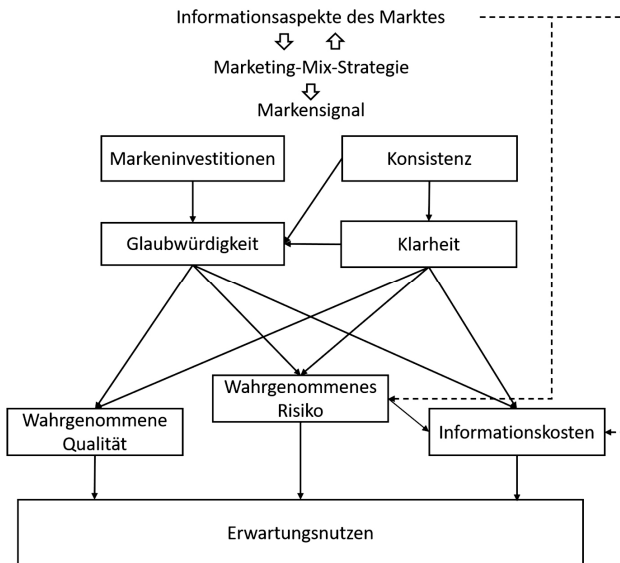 Informationsaspekte des Marktes
Marketing-Mix-Strategie
Markensignal
Markeninvestitionen
Konsistenz
Glaubwürdigkeit
Klarheit
Wahrgenommenes
Risiko
Wahrgenommene
Qualität
Informationskosten
Erwartungsnutzen